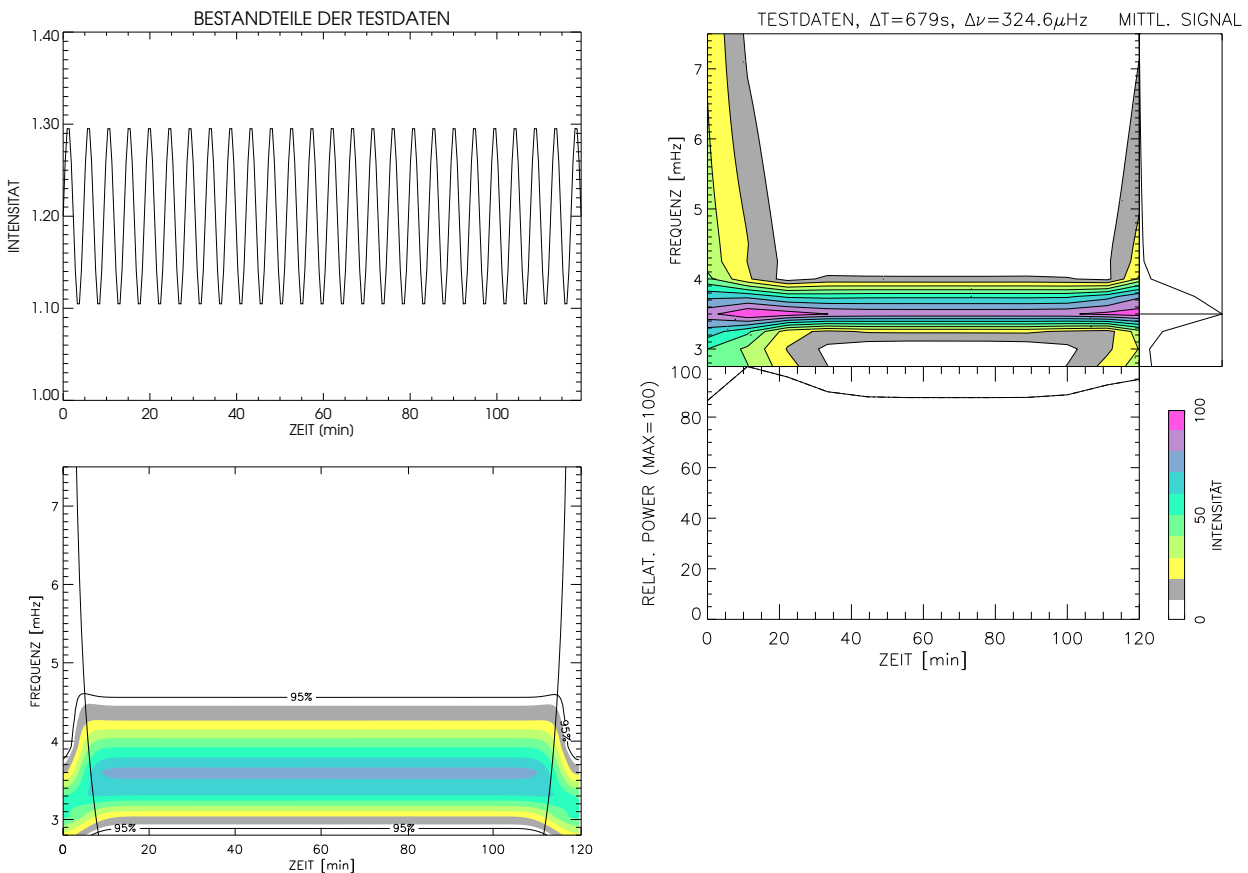 BESTANDTEILE DER TESTDATEN
1.40
1.30
1.20
1.10
1.00
INTENSITAT
0 20 40 60 80 100
ZEIT (min)
TESTDATEN, ΔT=679s, Δν=324.6μHz MITTL. SIGNAL
7
6
5
4
3
FREQUENZ [mHz]
100
80
60
40
20
0
RELAT. POWER (MAX=100)
0 20 40 60 80 100 120
ZEIT [min]
100
50
0
INTENSITÄT
7
6
5
4
3
FREQUENZ [mHz]
95%
95%
95% 95%
0 20 40 60 80 100 120
ZEIT [min]